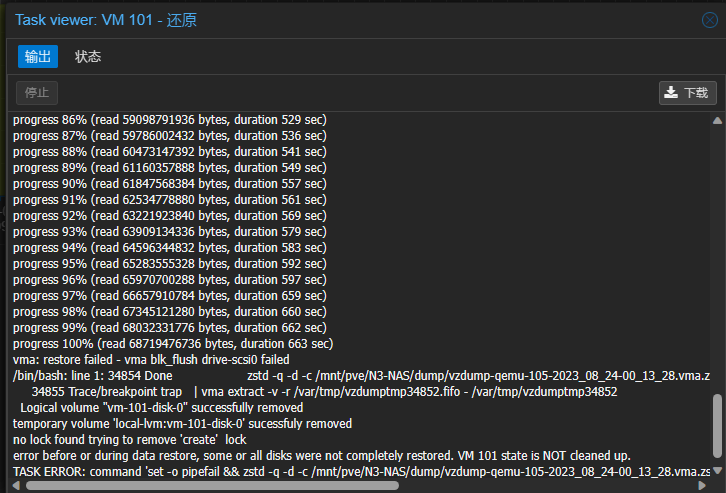 Task viewer: VM 101 - 还原
输出 状态
停止 下载
progress 86% (read 59098791936 bytes, duration 529 sec)
progress 87% (read 59786002432 bytes, duration 536 sec)
progress 88% (read 60473147392 bytes, duration 541 sec)
progress 89% (read 61160357888 bytes, duration 549 sec)
progress 90% (read 61847568384 bytes, duration 557 sec)
progress 91% (read 62534778880 bytes, duration 561 sec)
progress 92% (read 63221923840 bytes, duration 569 sec)
progress 93% (read 63909134336 bytes, duration 579 sec)
progress 94% (read 64596344832 bytes, duration 583 sec)
progress 95% (read 65283555328 bytes, duration 592 sec)
progress 96% (read 65970700288 bytes, duration 597 sec)
progress 97% (read 66657910784 bytes, duration 659 sec)
progress 98% (read 67345121280 bytes, duration 660 sec)
progress 99% (read 68032331776 bytes, duration 662 sec)
progress 100% (read 68719476736 bytes, duration 663 sec)
vma: restore failed - vma blk_flush drive-scsi0 failed
/bin/bash: line 1: 34854 Done zstd -q -d -c /mnt/pve/N3-NAS/dump/vzdump-qemu-105-2023_08_24-00_13_28.vma.zs
34855 Trace/breakpoint trap | vma extract -v -r /var/tmp/vzdumptmp34852.fifo - /var/tmp/vzdumptmp34852
Logical volume "vm-101-disk-0" successfully removed
temporary volume 'local-lvm:vm-101-disk-0' sucessfuly removed
no lock found trying to remove 'create' lock
error before or during data restore, some or all disks were not completely restored. VM 101 state is NOT cleaned up.
TASK ERROR: command 'set -o pipefail && zstd -q -d -c /mnt/pve/N3-NAS/dump/vzdump-qemu-105-2023_08_24-00_13_28.vma.zs